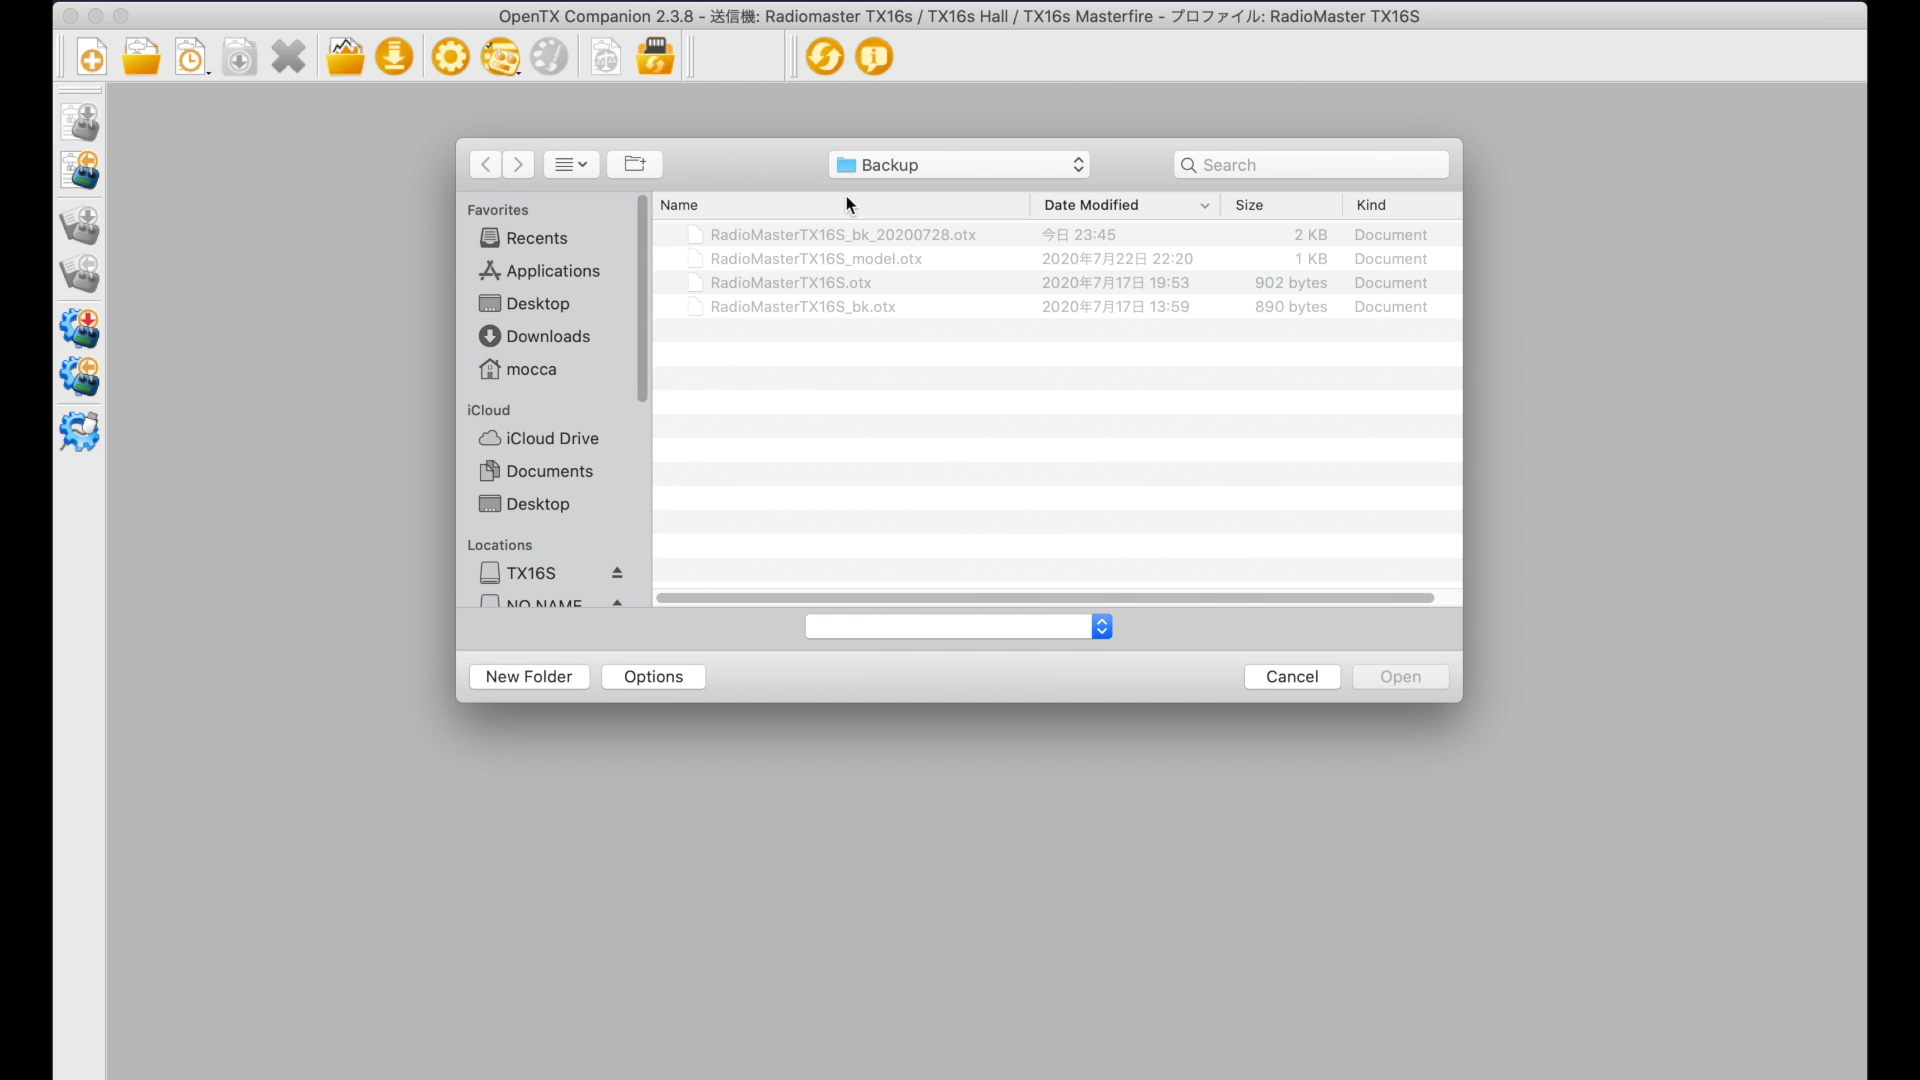 OpenTX Companion 2.3.8 - 送信機: Radiomaster TX16s / TX16s Hall / TX16s Masterfire - プロファイル: RadioMaster TX16S
Backup
Search
Favorites
Recents
Applications
Desktop
Downloads
mocca
iCloud
iCloud Drive
Documents
Desktop
Locations
TX16S
NO NAME
Name Date Modified Size Kind
RadioMasterTX16S_bk_20200728.otx 今日 23:45 2 KB Document
RadioMasterTX16S_model.otx 2020年7月22日 22:20 1 KB Document
RadioMasterTX16S.otx 2020年7月17日 19:53 902 bytes Document
RadioMasterTX16S_bk.otx 2020年7月17日 13:59 890 bytes Document
New Folder Options Cancel Open